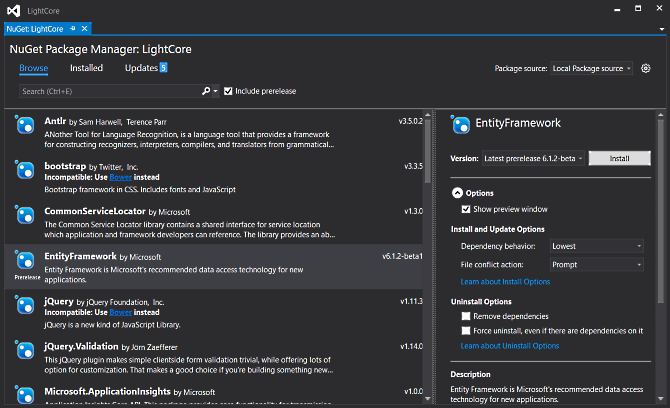 LightCore
NuGet: LightCore
NuGet Package Manager: LightCore
Browse Installed Updates 5
Package source: Local Package source
Search (Ctrl+E) Include prerelease
Antlr by Sam Harwell, Terence Parr v3.5.0.2
ANother Tool for Language Recognition, is a language tool that provides a framework
for constructing recognizers, interpreters, compilers, and translators from grammatical...
bootstrap by Twitter, Inc. v3.3.5
Incompatible: Use Bower instead
Bootstrap framework in CSS. Includes fonts and JavaScript
CommonServiceLocator by Microsoft v1.3.0
The Common Service Locator library contains a shared interface for service location
which application and framework developers can reference. The library provides an ab...
EntityFramework by Microsoft v6.1.2-beta1
Entity Framework is Microsoft's recommended data access technology for new
applications.
Prerelease
jQuery by jQuery Foundation, Inc. v1.11.3
Incompatible: Use Bower instead
jQuery is a new kind of JavaScript Library.
jQuery.Validation by Jörn Zaefferer v1.14.0
This jQuery plugin makes simple clientside form validation trivial, while offering lots of
option for customization. That makes a good choice if you're building something new...
Microsoft.ApplicationInsights by Microsoft v1.0.0
EntityFramework
Version: Latest prerelease 6.1.2-beta Install
Options
Show preview window
Install and Update Options
Dependency behavior: Lowest
File conflict action: Prompt
Learn about Install Options
Uninstall Options
Remove dependencies
Force uninstall, even if there are dependencies on it
Learn about Uninstall Options
Description
Entity Framework is Microsoft's recommended data access
technology for new applications.